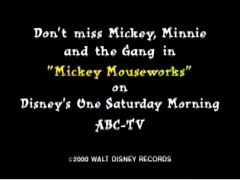 Don't miss Mickey, Minnie
and the Gang in
"Mickey Mouseworks"
on
Disney's One Saturday Morning
ABC-TV
©2000 WALT DISNEY RECORDS